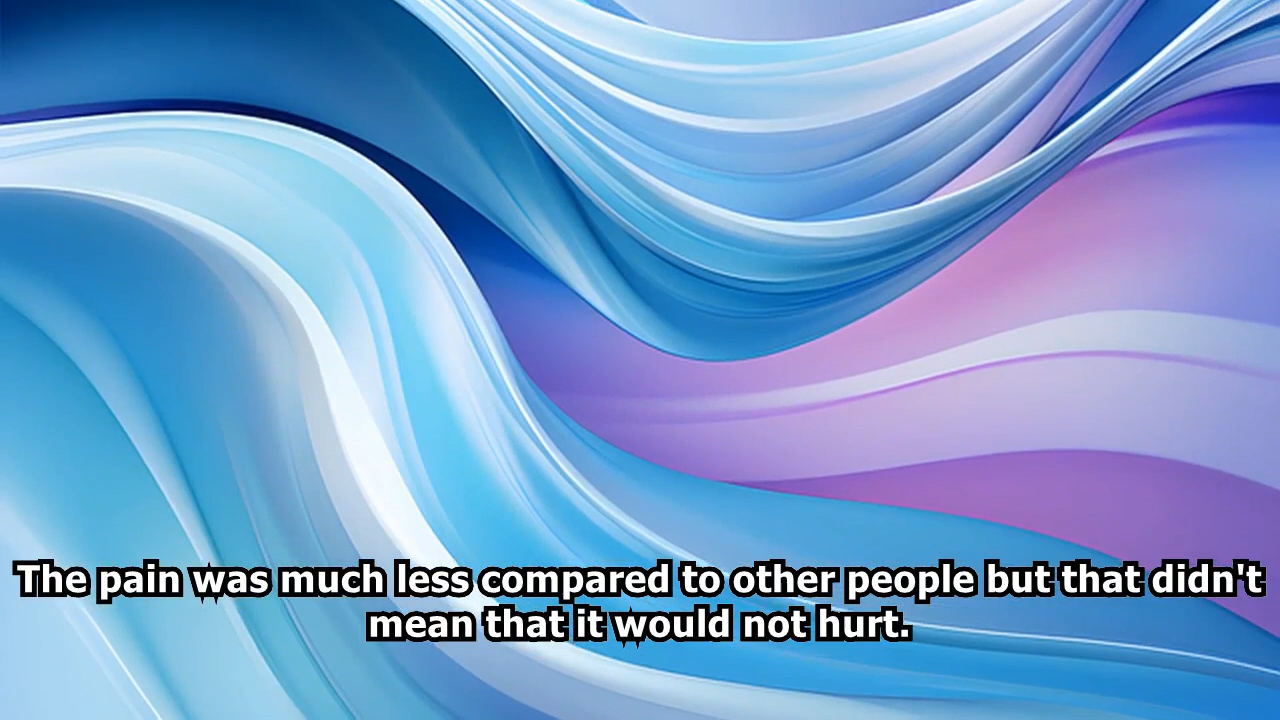 The pain was much less compared to other people but that didn't
mean that it would not hurt.